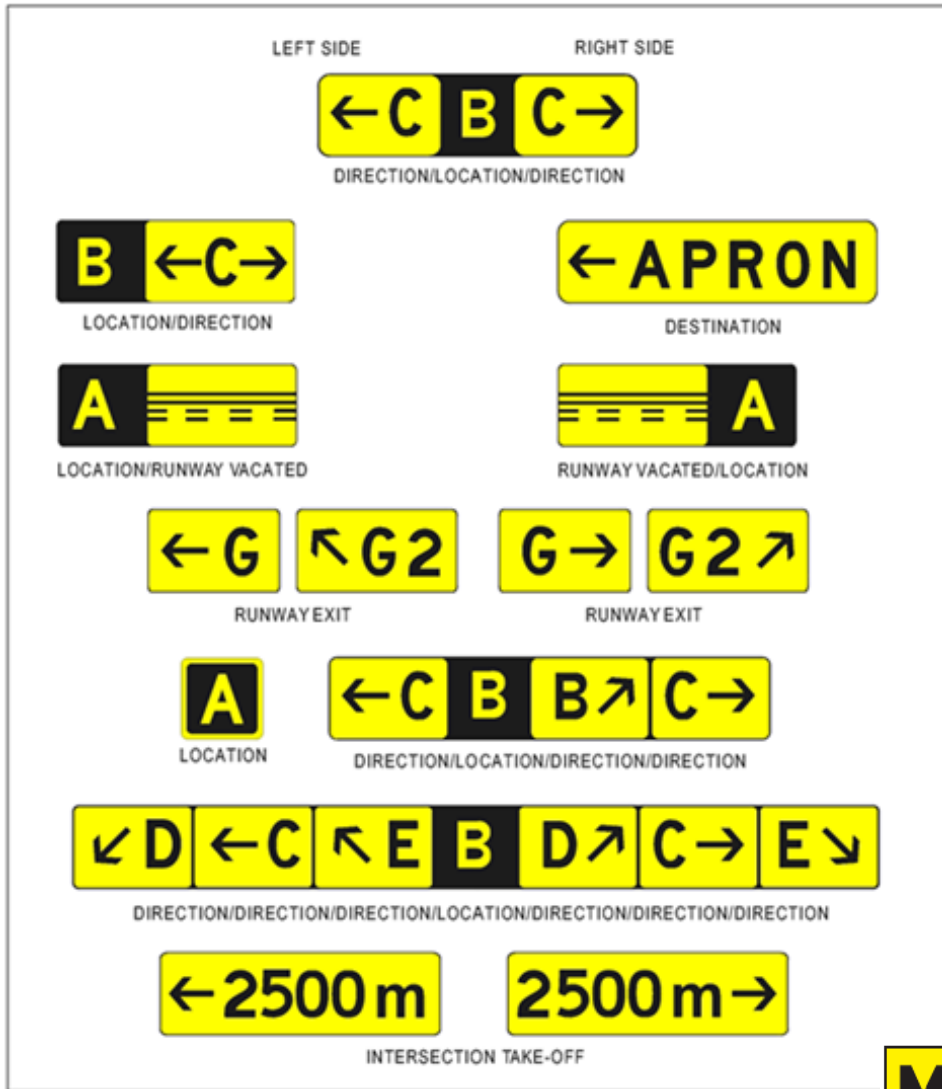 LEFT SIDE RIGHT SIDE
←C B C→
DIRECTION/LOCATION/DIRECTION
B ←C→
LOCATION/DIRECTION
←APRON
DESTINATION
A
LOCATION/RUNWAY VACATED
A
RUNWAY VACATED/LOCATION
←G ↖G2
RUNWAY EXIT
G→ G2↗
RUNWAY EXIT
A
LOCATION
←C B B↗ C→
DIRECTION/LOCATION/DIRECTION/DIRECTION
↙D ←C ↖E B D↗ C→ E↘
DIRECTION/DIRECTION/DIRECTION/LOCATION/DIRECTION/DIRECTION/DIRECTION
←2500m 2500m→
INTERSECTION TAKE-OFF